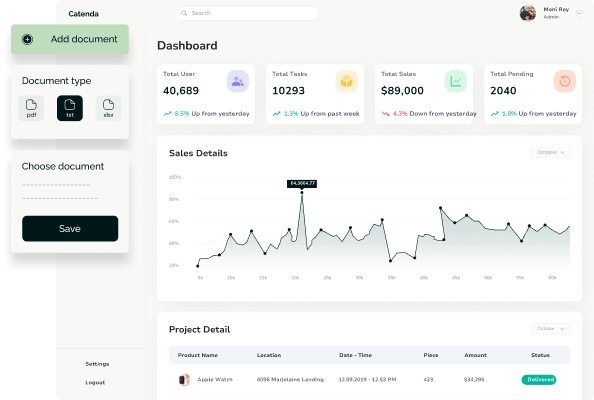 Catenda
Search
Moni Roy
Admin
Add document
Document type
pdf
txt
xlsx
Choose document
Save
Settings
Logout
Dashboard
Total User
40,689
8.5% Up from yesterday
Total Tasks
10293
1.3% Up from past week
Total Sales
$89,000
4.3% Down from yesterday
Total Pending
2040
1.8% Up from yesterday
Sales Details
October
100%
80%
60%
40%
20%
64,3664.77
5k 10k 15k 20k 25k 30k 35k 40k 45k 50k 55k 60k
Project Detail
October
Product Name Location Date - Time Piece Amount Status
Apple Watch 6096 Marjolaine Landing 12.09.2019 - 12.53 PM 423 $34,295 Delivered